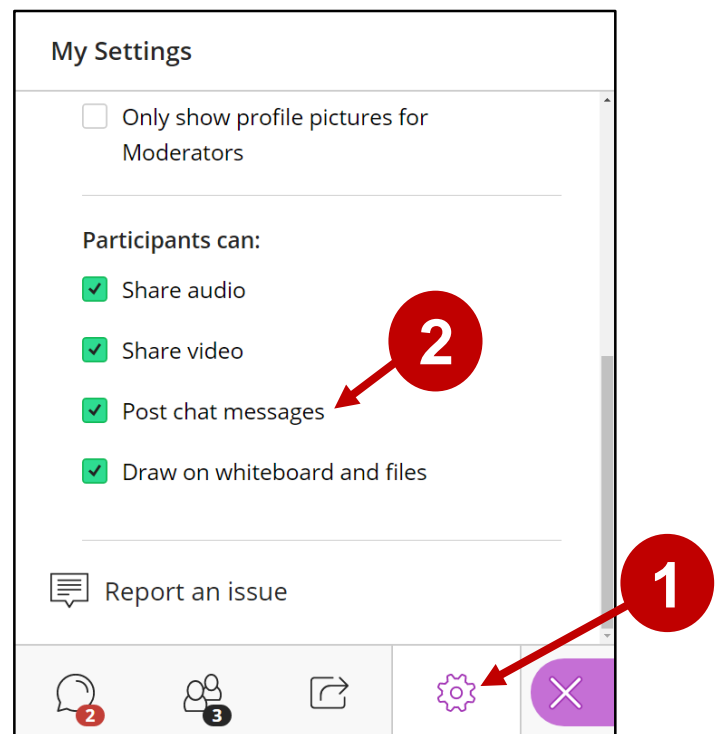 My Settings
Only show profile pictures for
Moderators
Participants can:
Share audio
Share video
2
Post chat messages
Draw on whiteboard and files
1
Report an issue
2
3